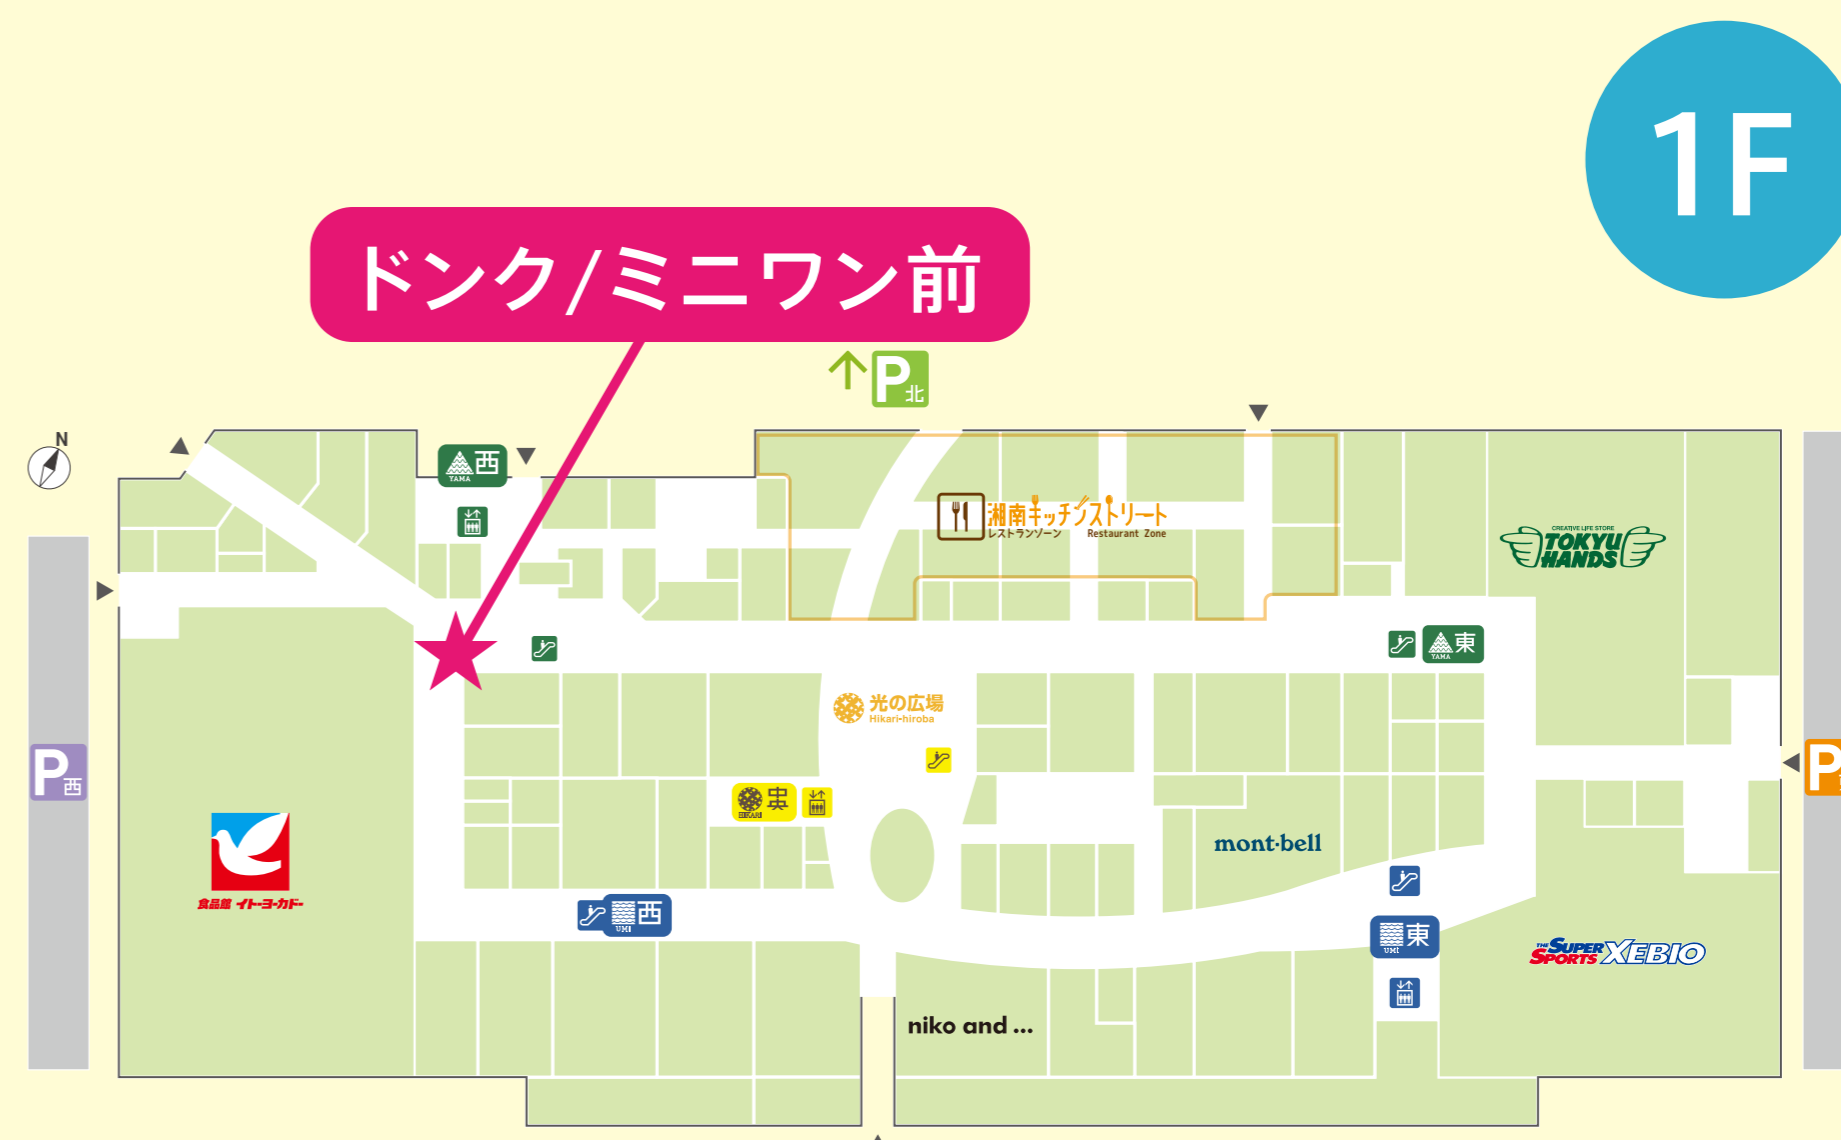 1F
ドンク/ミニワン前
P北
N
西
YAMA
湘南キッチンストリート
レストランゾーン Restaurant Zone
CREATIVE LIFE STORE
TOKYU
HANDS
東
YAMA
光の広場
Hikari-hiroba
P西
P
中央
HIKARI
mont·bell
食品館 イトーヨーカドー
西
UMI
東
UMI
THE SUPER
SPORTS XEBIO
niko and ...